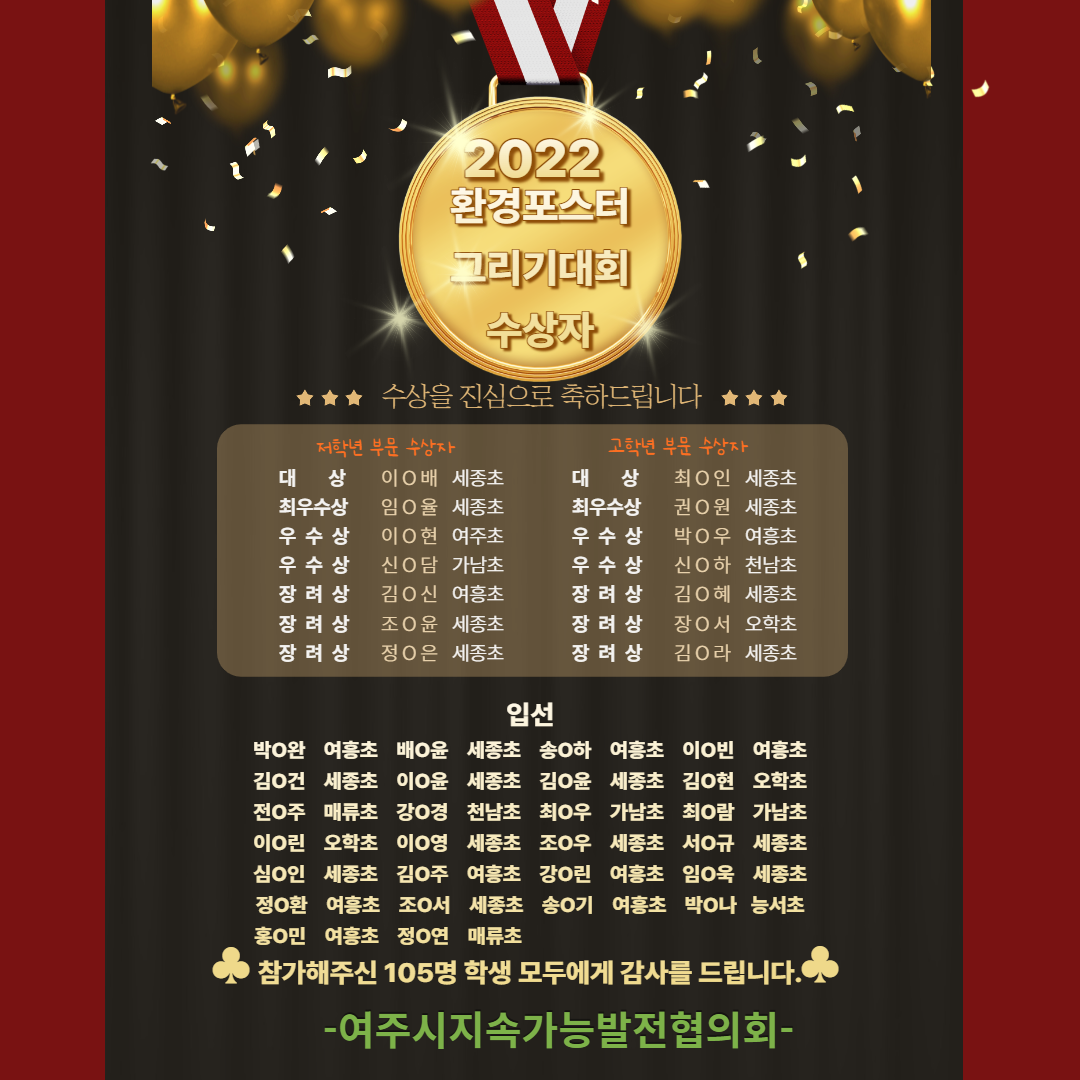 2022
환경포스터
그리기대회
수상자
수상을 진심으로 축하드립니다
저학년 부문 수상자
대 상 이O배 세종초
최우수상 임O율 세종초
우 수 상 이O현 여주초
우 수 상 신O담 가남초
장 려 상 김O신 여흥초
장 려 상 조O윤 세종초
장 려 상 정O은 세종초
고학년 부문 수상자
대 상 최O인 세종초
최우수상 권O원 세종초
우 수 상 박O우 여흥초
우 수 상 신O하 천남초
장 려 상 김O혜 세종초
장 려 상 장O서 오학초
장 려 상 김O라 세종초
입선
박O완 여흥초 배O윤 세종초 송O하 여흥초 이O빈 여흥초
김O건 세종초 이O윤 세종초 김O윤 세종초 김O현 오학초
전O주 매류초 강O경 천남초 최O우 가남초 최O람 가남초
이O린 오학초 이O영 세종초 조O우 세종초 서O규 세종초
심O인 세종초 김O주 여흥초 강O린 여흥초 임O욱 세종초
정O환 여흥초 조O서 세종초 송O기 여흥초 박O나 능서초
홍O민 여흥초 정O연 매류초
참가해주신 105명 학생 모두에게 감사를 드립니다.
-여주시지속가능발전협의회-